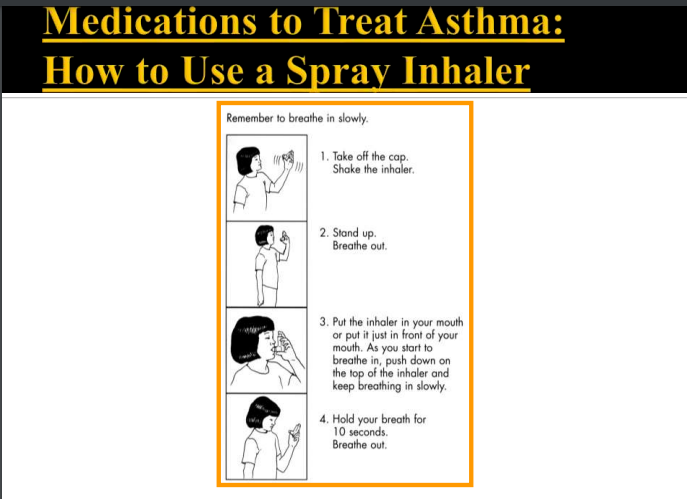 Medications to Treat Asthma:
How to Use a Spray Inhaler
Remember to breathe in slowly.
1. Take off the cap.
Shake the inhaler.
2. Stand up.
Breathe out.
3. Put the inhaler in your mouth
or put it just in front of your
mouth. As you start to
breathe in, push down on
the top of the inhaler and
keep breathing in slowly.
4. Hold your breath for
10 seconds.
Breathe out.